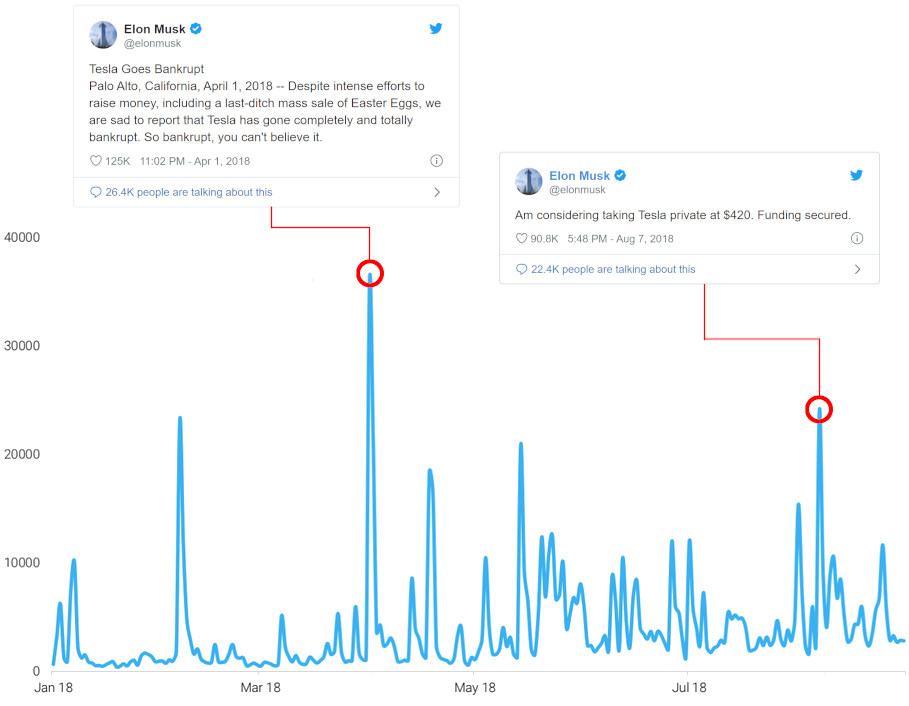 Elon Musk
@elonmusk
Tesla Goes Bankrupt
Palo Alto, California, April 1, 2018 -- Despite intense efforts to
raise money, including a last-ditch mass sale of Easter Eggs, we
are sad to report that Tesla has gone completely and totally
bankrupt. So bankrupt, you can't believe it.
125K 11:02 PM - Apr 1, 2018
26.4K people are talking about this
Elon Musk
@elonmusk
Am considering taking Tesla private at $420. Funding secured.
90.8K 5:48 PM - Aug 7, 2018
22.4K people are talking about this
40000
30000
20000
10000
0
Jan 18 Mar 18 May 18 Jul 18